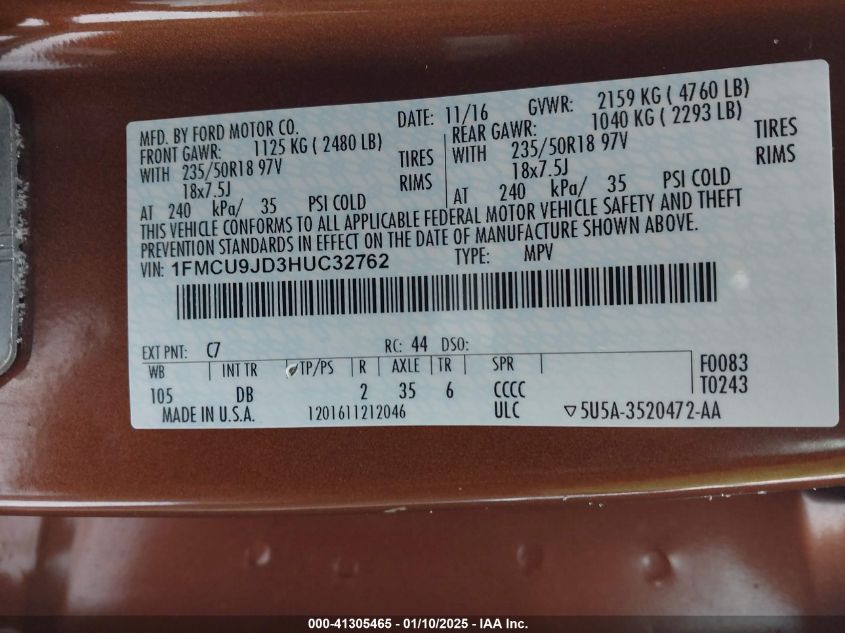 MFD. BY FORD MOTOR CO.
DATE: 11/16 GVWR: 2159 KG ( 4760 LB)
FRONT GAWR: 1125 KG ( 2480 LB)
REAR GAWR: 1040 KG ( 2293 LB)
WITH 235/50R18 97V TIRES
WITH 235/50R18 97V TIRES
18x7.5J RIMS
18x7.5J RIMS
AT 240 kPa/ 35 PSI COLD
AT 240 kPa/ 35 PSI COLD
THIS VEHICLE CONFORMS TO ALL APPLICABLE FEDERAL MOTOR VEHICLE SAFETY AND THEFT
PREVENTION STANDARDS IN EFFECT ON THE DATE OF MANUFACTURE SHOWN ABOVE.
VIN: 1FMCU9JD3HUC32762 TYPE: MPV
EXT PNT: C7 RC: 44 DSO:
WB INT TR TP/PS R AXLE TR SPR F0083
105 DB 2 35 6 CCCC T0243
MADE IN U.S.A. 1201611212046 ULC ▽5U5A-3520472-AA
000-41305465 - 01/10/2025 - IAA Inc.